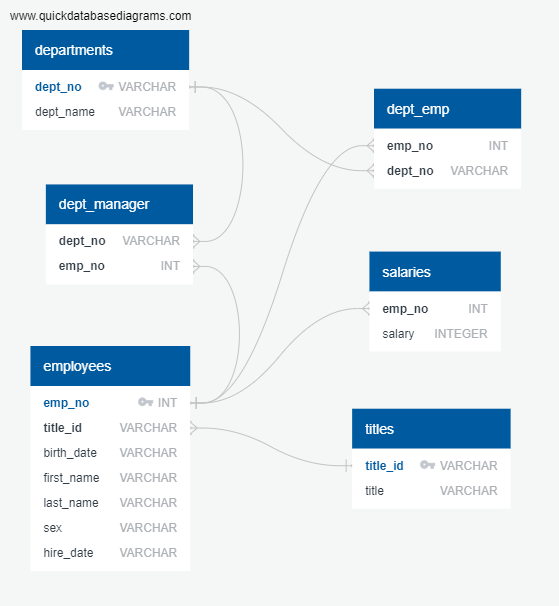 www.quickdatabasediagrams.com
departments
dept_no VARCHAR
dept_name VARCHAR
dept_emp
emp_no INT
dept_no VARCHAR
dept_manager
dept_no VARCHAR
emp_no INT
salaries
emp_no INT
salary INTEGER
employees
emp_no INT
title_id VARCHAR
birth_date VARCHAR
first_name VARCHAR
last_name VARCHAR
sex VARCHAR
hire_date VARCHAR
titles
title_id VARCHAR
title VARCHAR